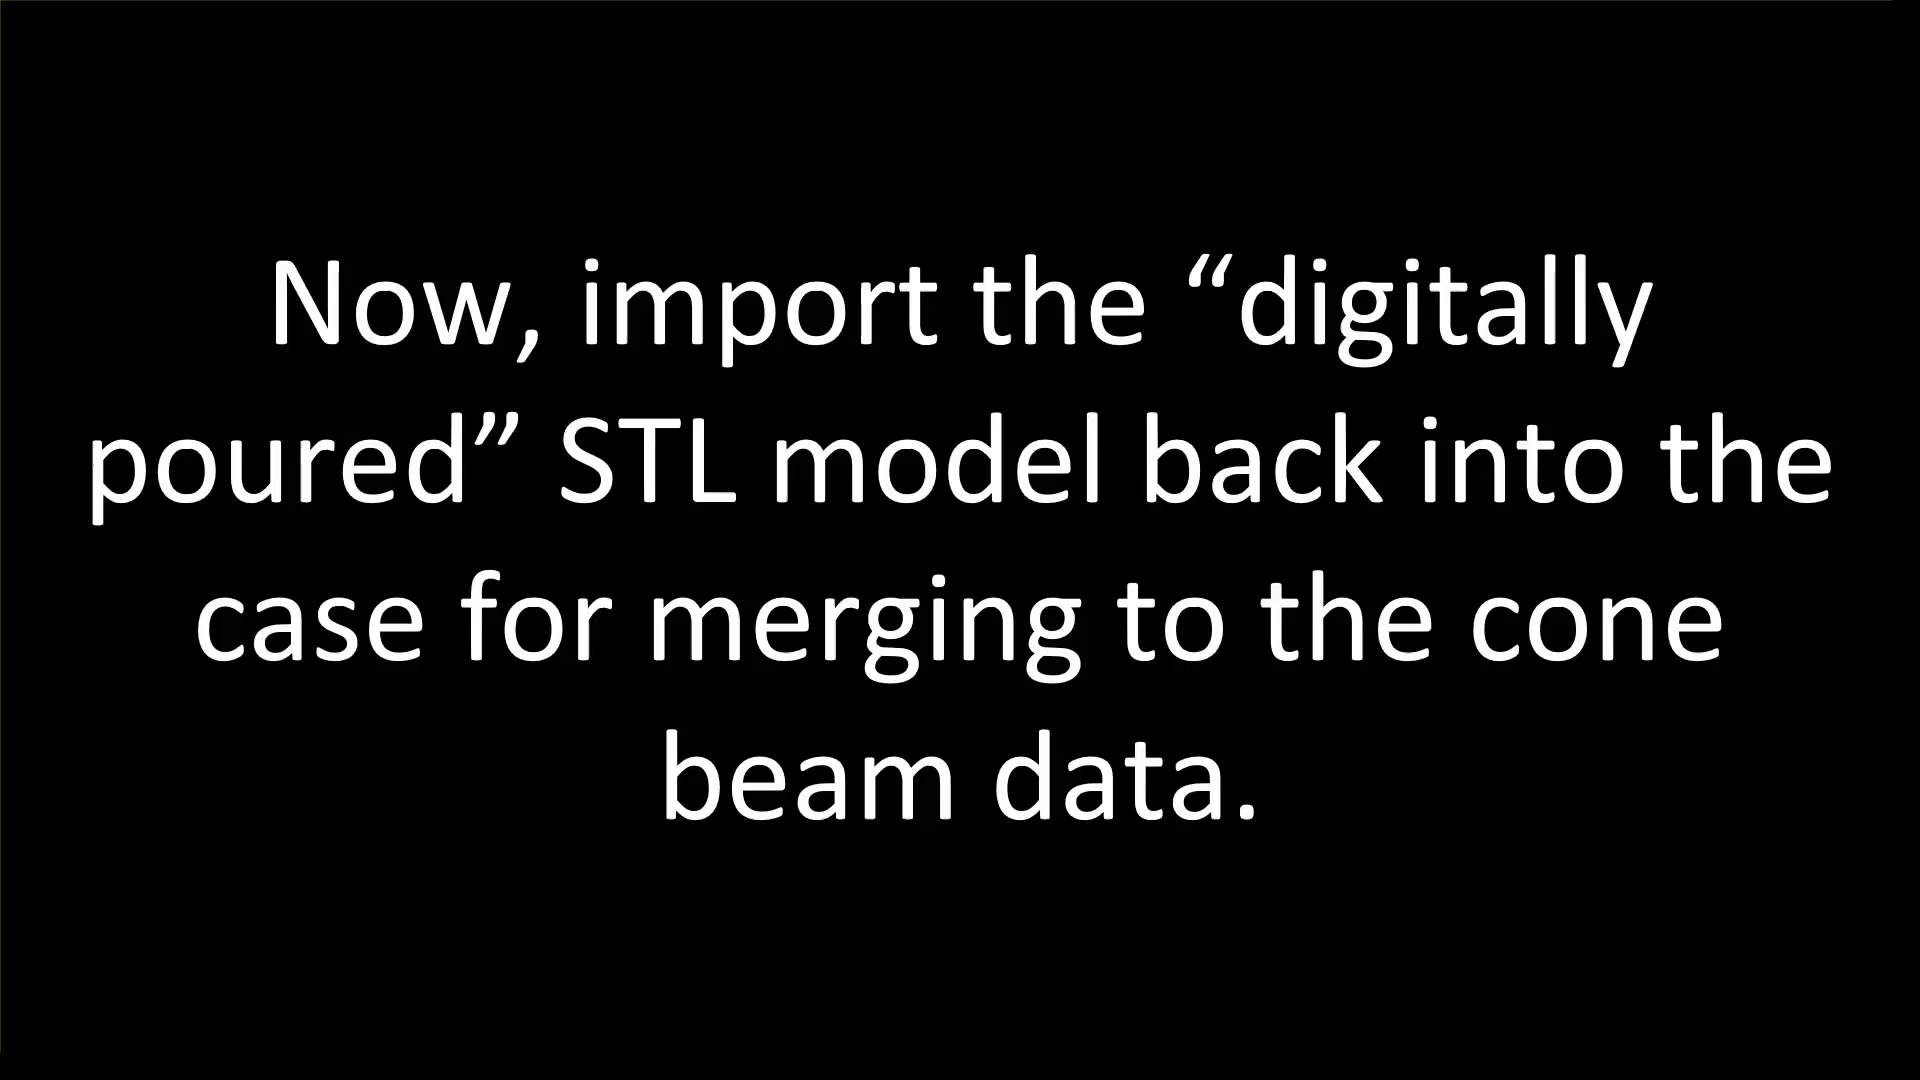 Now, import the “digitally
poured” STL model back into the
case for merging to the cone
beam data.